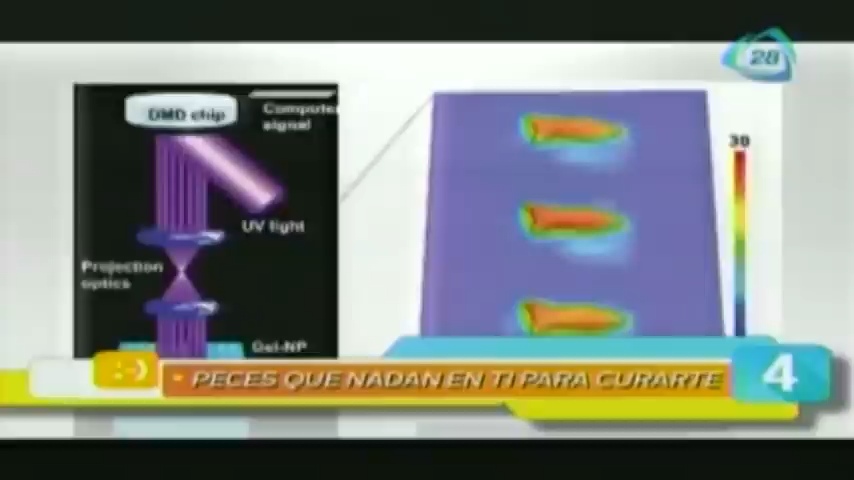 28
DMD chip
Computer
signal
UV light
Projection
optics
Gel-NP
30
:-)
• PECES QUE NADAN EN TI PARA CURARTE
4